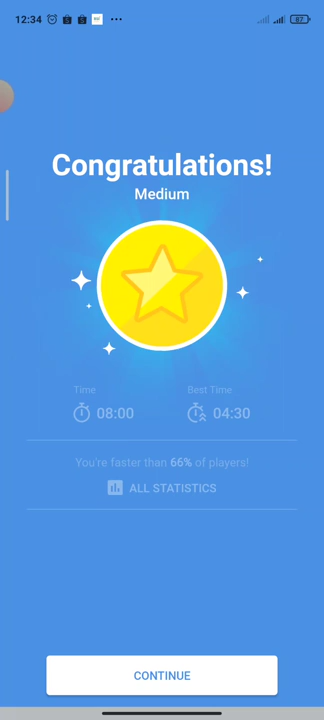 12:34
87
Congratulations!
Medium
Time
Best Time
08:00
04:30
You're faster than 66% of players!
ALL STATISTICS
CONTINUE